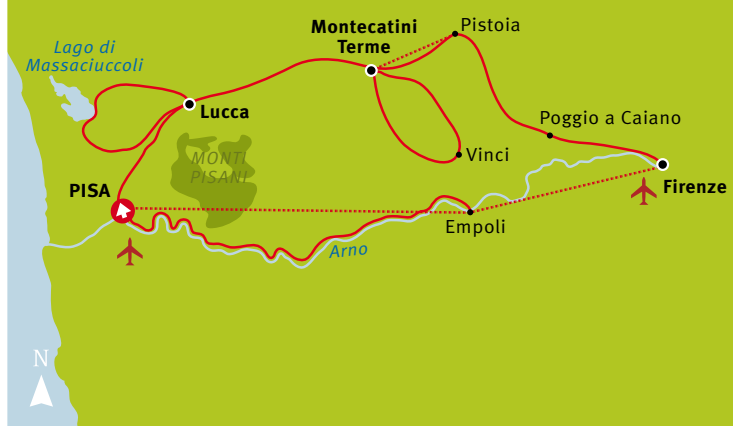 Montecatini
Terme
Pistoia
Lago di
Massaciuccoli
Lucca
Poggio a Caiano
MONTI
PISANI
Vinci
PISA
Firenze
Empoli
Arno
N